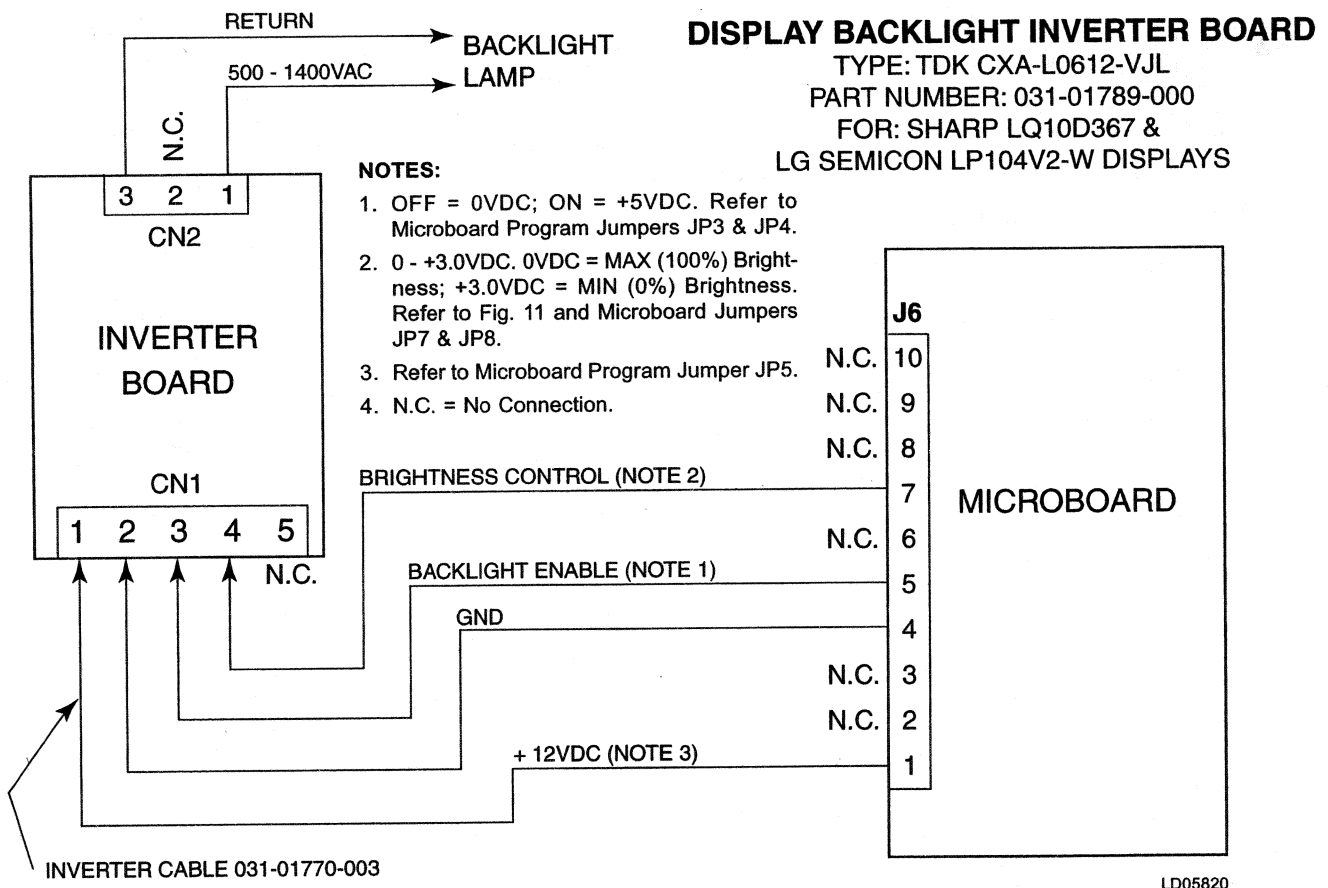 DISPLAY BACKLIGHT INVERTER BOARD
TYPE: TDK CXA-L0612-VJL
PART NUMBER: 031-01789-000
FOR: SHARP LQ10D367 &
LG SEMICON LP104V2-W DISPLAYS
RETURN
BACKLIGHT
LAMP
500 - 1400VAC
N.C.
3 2 1
CN2
INVERTER
BOARD
CN1
1 2 3 4 5
N.C.
NOTES:
1. OFF = 0VDC; ON = +5VDC. Refer to
Microboard Program Jumpers JP3 & JP4.
2. 0 - +3.0VDC. 0VDC = MAX (100%) Bright-
ness; +3.0VDC = MIN (0%) Brightness.
Refer to Fig. 11 and Microboard Jumpers
JP7 & JP8.
3. Refer to Microboard Program Jumper JP5.
4. N.C. = No Connection.
J6
N.C. 10
N.C. 9
N.C. 8
BRIGHTNESS CONTROL (NOTE 2) 7
MICROBOARD
N.C. 6
BACKLIGHT ENABLE (NOTE 1) 5
GND 4
N.C. 3
N.C. 2
+ 12VDC (NOTE 3) 1
INVERTER CABLE 031-01770-003
LD05820